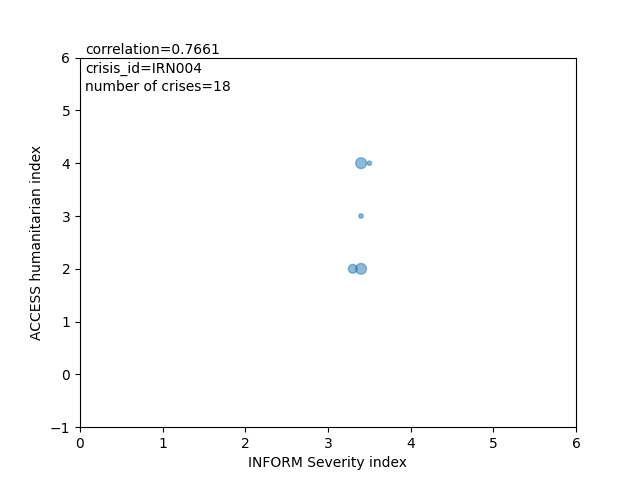 correlation=0.7661
crisis_id=IRN004
number of crises=18
6
5
4
3
2
1
0
−1
ACCESS humanitarian index
0 1 2 3 4 5 6
INFORM Severity index